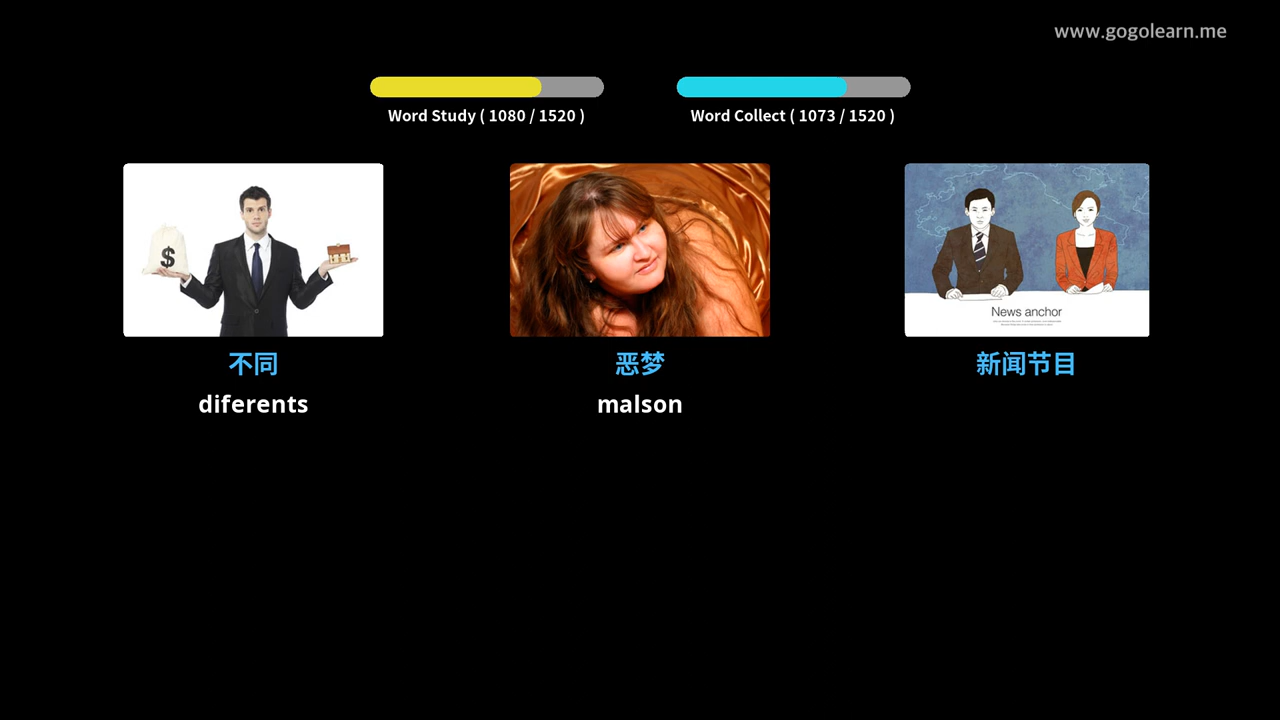 www.gogolearn.me
Word Study ( 1080 / 1520 )
Word Collect ( 1073 / 1520 )
$
News anchor
不同
恶梦
新闻节目
diferents
malson